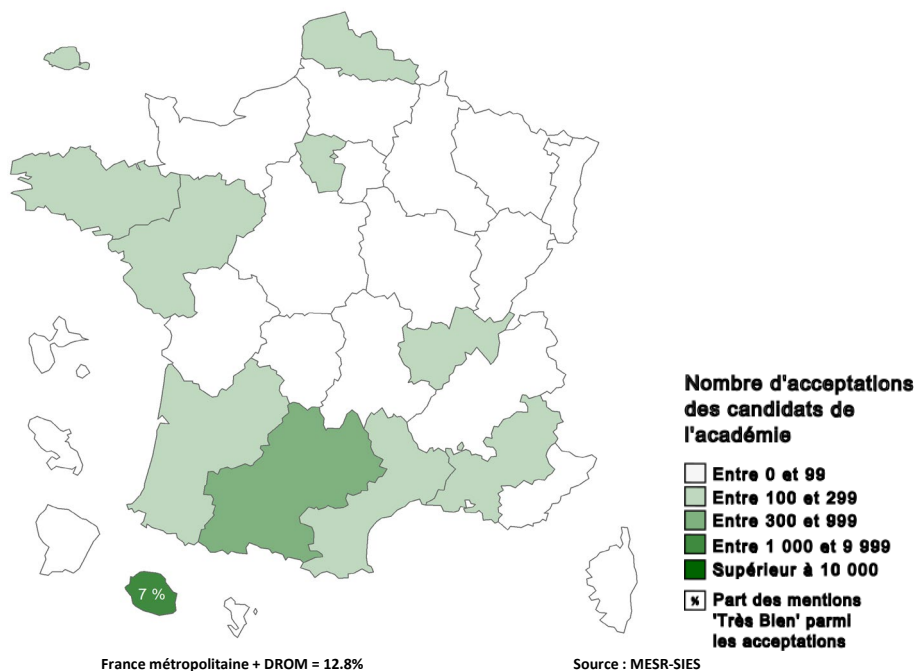 Nombre d'acceptations
des candidats de
l'académie
Entre 0 et 99
Entre 100 et 299
Entre 300 et 999
Entre 1 000 et 9 999
Supérieur à 10 000
% Part des mentions
'Très Bien' parmi
les acceptations
7 %
France métropolitaine + DROM = 12.8%
Source : MESR-SIES